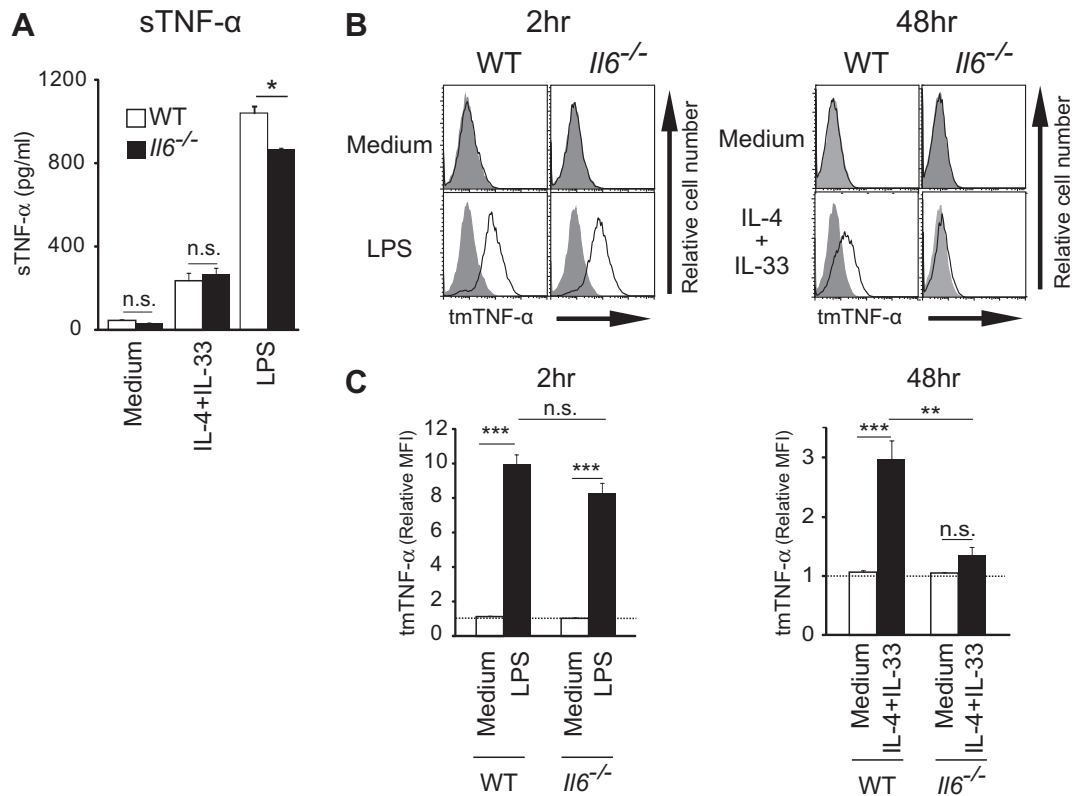 A
sTNF-α
sTNF-α (pg/ml)
1200
800
400
0
WT
Il6-/-
n.s.
n.s.
*
Medium
IL-4+IL-33
LPS
B
2hr
WT
Il6-/-
Medium
LPS
tmTNF-α
Relative cell number
48hr
WT
Il6-/-
Medium
IL-4
+
IL-33
tmTNF-α
Relative cell number
C
2hr
tmTNF-α (Relative MFI)
12
10
8
6
4
2
0
n.s.
***
***
Medium
LPS
Medium
LPS
WT
Il6-/-
48hr
tmTNF-α (Relative MFI)
3
2
1
0
**
***
n.s.
Medium
IL-4+IL-33
Medium
IL-4+IL-33
WT
Il6-/-